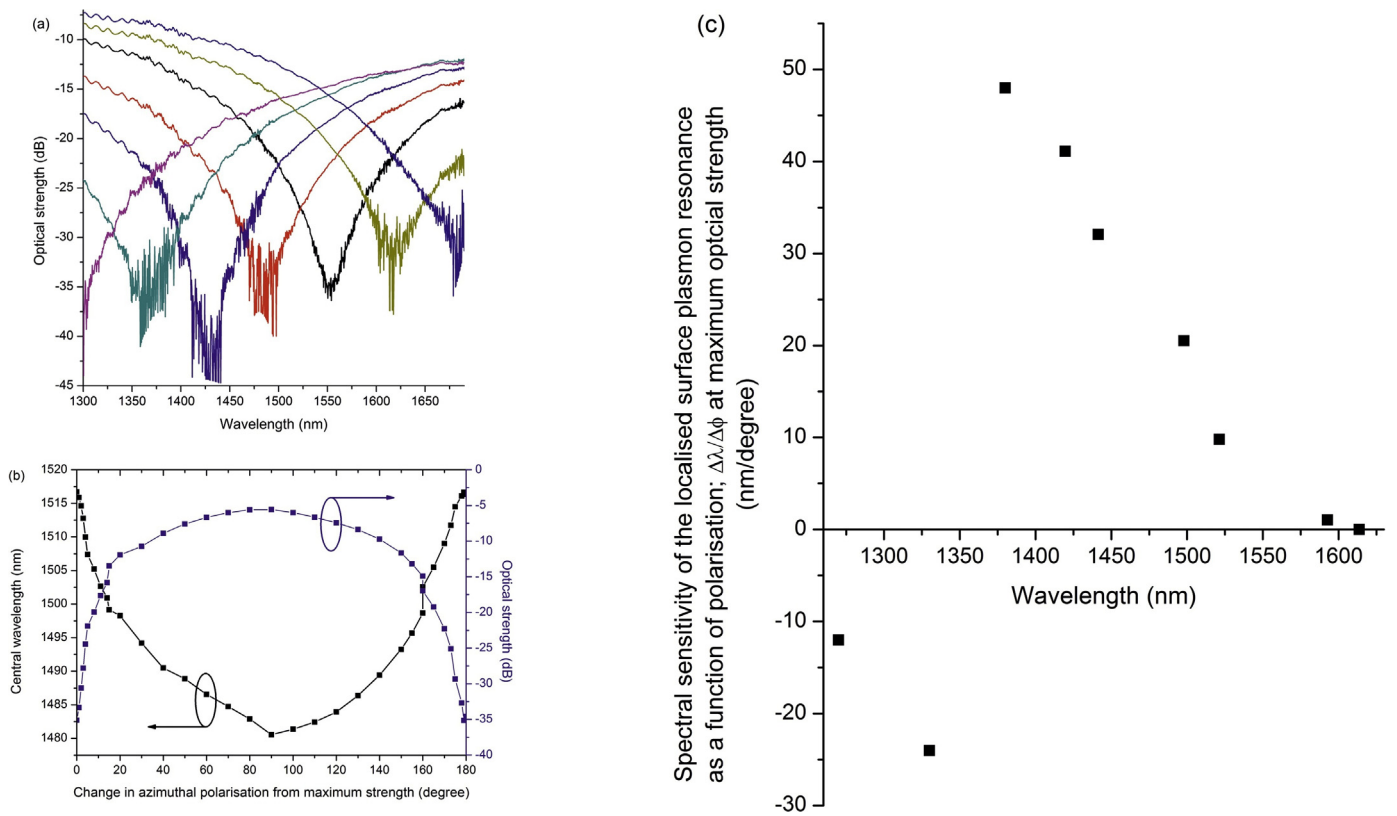 (a)
-10
-15
-20
-25
-30
-35
-40
-45
Optical strength (dB)
1300 1350 1400 1450 1500 1550 1600 1650
Wavelength (nm)
(b)
1520
1515
1510
1505
1500
1495
1490
1485
1480
Central wavelength (nm)
0
-5
-10
-15
-20
-25
-30
-35
-40
Optical strength (dB)
0 20 40 60 80 100 120 140 160 180
Change in azimuthal polarisation from maximum strength (degree)
(c)
Spectral sensitivity of the localised surface plasmon resonance
as a function of polarisation; Δλ/Δϕ at maximum optcial strength
(nm/degree)
50
40
30
20
10
0
-10
-20
-30
1300 1350 1400 1450 1500 1550 1600
Wavelength (nm)